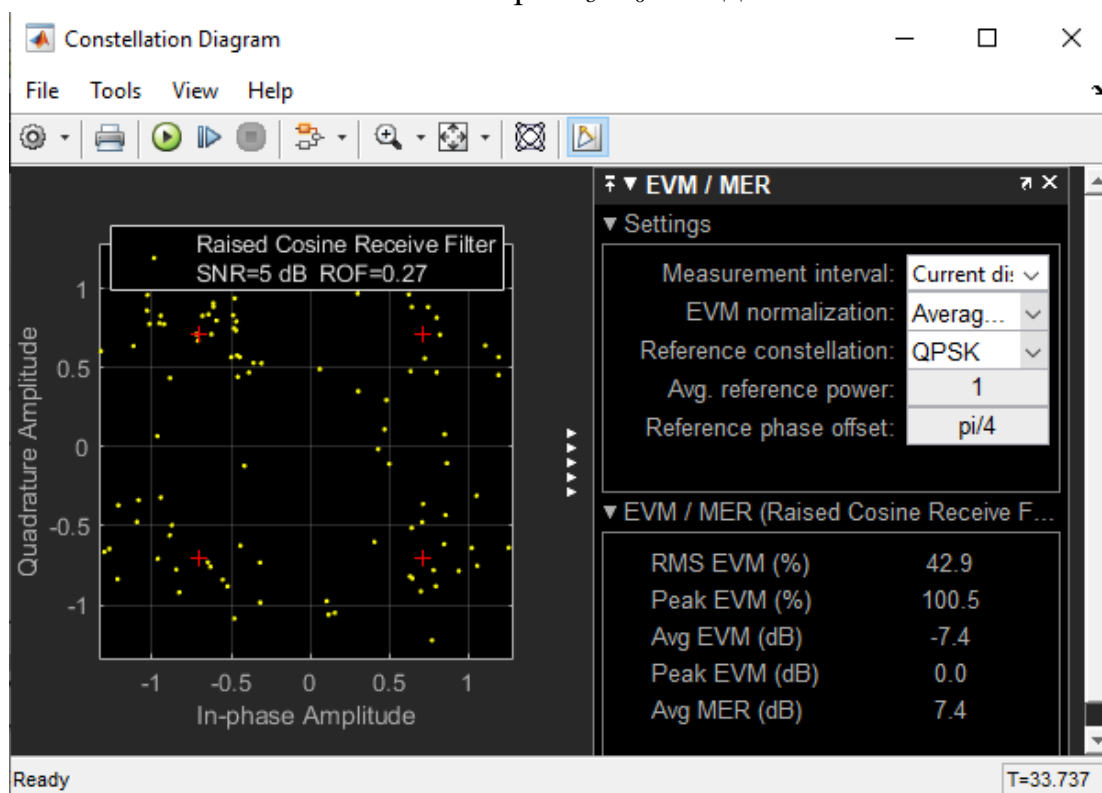 Constellation Diagram
File Tools View Help
EVM / MER
Settings
Measurement interval: Current di
EVM normalization: Averag...
Reference constellation: QPSK
Avg. reference power: 1
Reference phase offset: pi/4
EVM / MER (Raised Cosine Receive F...
RMS EVM (%) 42.9
Peak EVM (%) 100.5
Avg EVM (dB) -7.4
Peak EVM (dB) 0.0
Avg MER (dB) 7.4
Raised Cosine Receive Filter
SNR=5 dB ROF=0.27
Quadrature Amplitude
1
0.5
0
-0.5
-1
-1 -0.5 0 0.5 1
In-phase Amplitude
Ready T=33.737